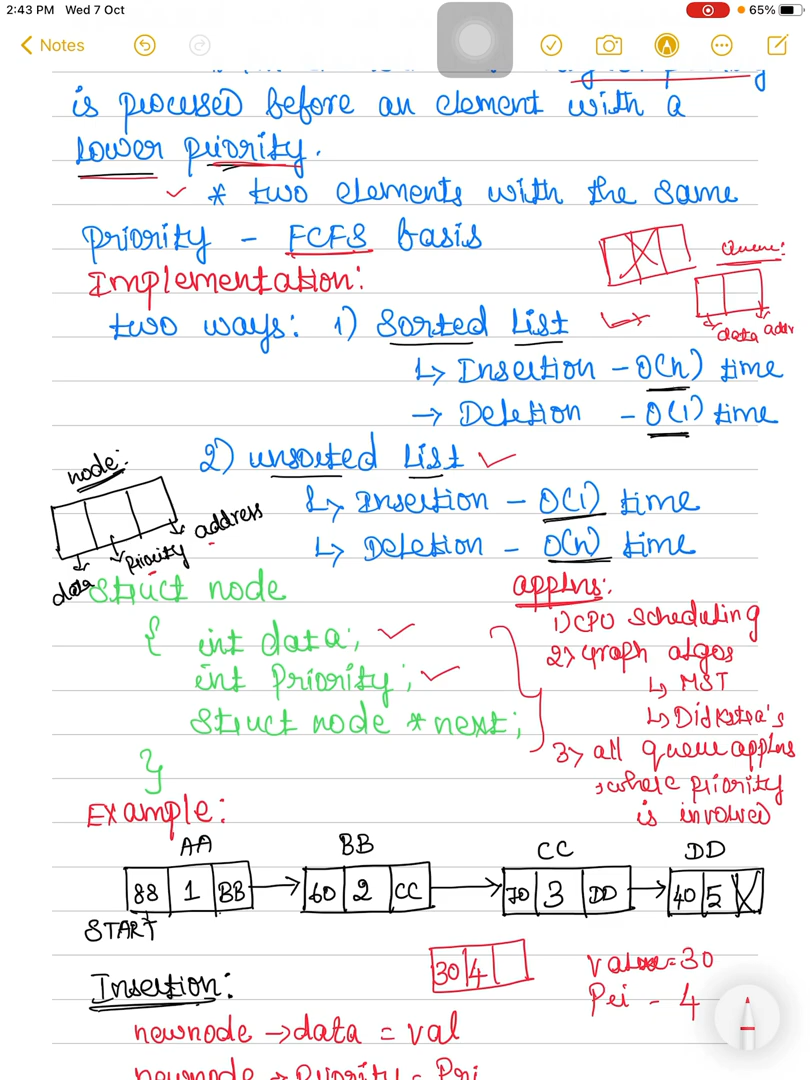 2:43 PM Wed 7 Oct
65%
Notes
is processed before an element with a
Lower priority.
* two elements with the same
priority - FCFS basis
Queue:
Implementation:
two ways: 1) Sorted List
data addr
↳ Insertion - O(n) time
→ Deletion - O(1) time
2) unsorted List
node:
↳ Insertion - O(1) time
address
↳ Deletion - O(n) time
priority
data
struct node
{ int data;
int priority;
struct node *next;
}
applns:
1) CPU scheduling
2) Graph algos
↳ MST
↳ Dijkstra's
3) all queue applns
where priority
is involved
Example:
AA BB CC DD
88 1 BB → 60 2 CC → 70 3 DD → 40 5 X
START
30 4
value = 30
Pri - 4
Insertion:
newnode → data = val
newnode → Priority = Pri